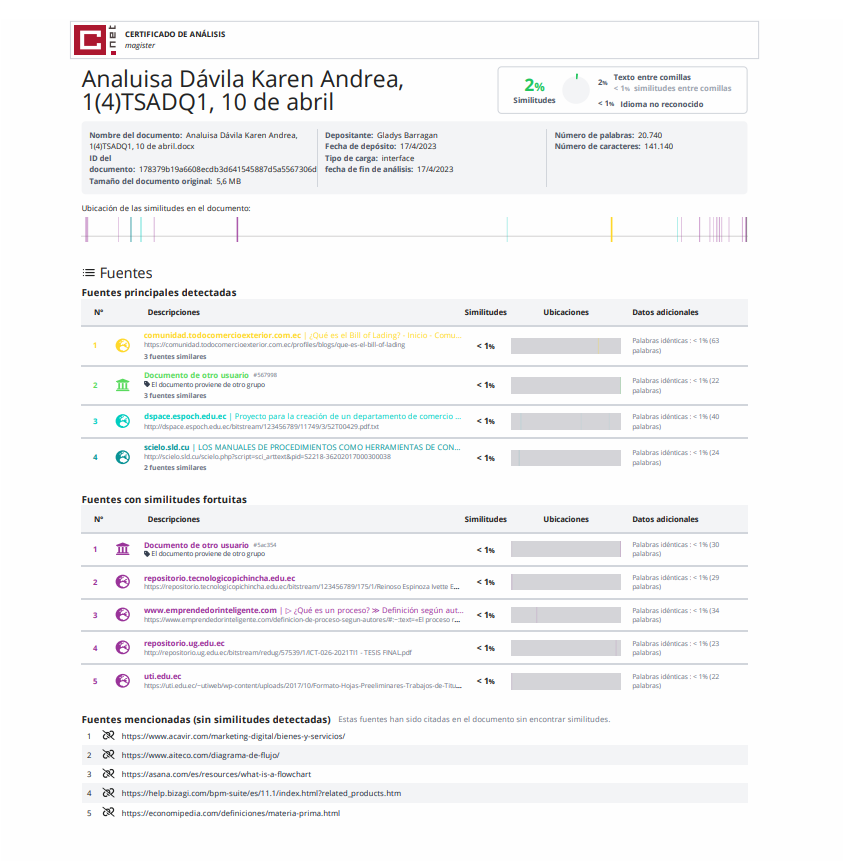 .net
CERTIFICADO DE ANÁLISIS
magister
Analuisa Dávila Karen Andrea,
1(4)TSADQ1, 10 de abril
2%
Similitudes
2% Texto entre comillas
< 1% similitudes entre comillas
< 1% Idioma no reconocido
Nombre del documento: Analuisa Dávila Karen Andrea,
1(4)TSADQ1, 10 de abril.docx
ID del
documento: 178379b19a6608ecdb3d641545887d5a5567306d
Tamaño del documento original: 5,6 MB
Depositante: Gladys Barragan
Fecha de depósito: 17/4/2023
Tipo de carga: interface
fecha de fin de análisis: 17/4/2023
Número de palabras: 20.740
Número de caracteres: 141.140
Ubicación de las similitudes en el documento:
Fuentes
Fuentes principales detectadas
N° Descripciones Similitudes Ubicaciones Datos adicionales
1 comunidad.todocomercioexterior.com.ec | ¿Qué es el Bill of Lading? - Inicio - Comu...
https://comunidad.todocomercioexterior.com.ec/profiles/blogs/que-es-el-bill-of-lading
3 fuentes similares
< 1%
Palabras idénticas : < 1% (63
palabras)
2 Documento de otro usuario #567998
El documento proviene de otro grupo
3 fuentes similares
< 1%
Palabras idénticas : < 1% (22
palabras)
3 dspace.espoch.edu.ec | Proyecto para la creación de un departamento de comercio ...
http://dspace.espoch.edu.ec/bitstream/123456789/11749/3/52T00429.pdf.txt
< 1%
Palabras idénticas : < 1% (40
palabras)
4 scielo.sld.cu | LOS MANUALES DE PROCEDIMIENTOS COMO HERRAMIENTAS DE CON...
http://scielo.sld.cu/scielo.php?script=sci_arttext&pid=S2218-36202017000300038
2 fuentes similares
< 1%
Palabras idénticas : < 1% (24
palabras)
Fuentes con similitudes fortuitas
N° Descripciones Similitudes Ubicaciones Datos adicionales
1 Documento de otro usuario #5ac354
El documento proviene de otro grupo
< 1%
Palabras idénticas : < 1% (30
palabras)
2 repositorio.tecnologicopichincha.edu.ec
https://repositorio.tecnologicopichincha.edu.ec/bitstream/123456789/175/1/Reinoso Espinoza Ivette E...
< 1%
Palabras idénticas : < 1% (29
palabras)
3 www.emprendedorinteligente.com | ▷ ¿Qué es un proceso? ≫ Definición según aut...
https://www.emprendedorinteligente.com/definicion-de-proceso-segun-autores/#:~:text=«El proceso r...
< 1%
Palabras idénticas : < 1% (34
palabras)
4 repositorio.ug.edu.ec
http://repositorio.ug.edu.ec/bitstream/redug/57539/1/ICT-026-2021TI1 - TESIS FINAL.pdf
< 1%
Palabras idénticas : < 1% (23
palabras)
5 uti.edu.ec
https://uti.edu.ec/~utiweb/wp-content/uploads/2017/10/Formato-Hojas-Preeliminares-Trabajos-de-Titu...
< 1%
Palabras idénticas : < 1% (22
palabras)
Fuentes mencionadas (sin similitudes detectadas) Estas fuentes han sido citadas en el documento sin encontrar similitudes.
1 https://www.acavir.com/marketing-digital/bienes-y-servicios/
2 https://www.aiteco.com/diagrama-de-flujo/
3 https://asana.com/es/resources/what-is-a-flowchart
4 https://help.bizagi.com/bpm-suite/es/11.1/index.html?related_products.htm
5 https://economipedia.com/definiciones/materia-prima.html